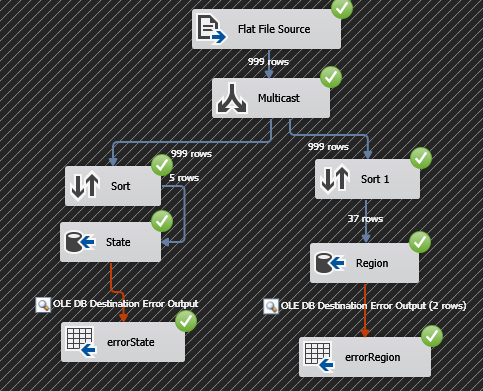 Flat File Source
999 rows
Multicast
999 rows
999 rows
Sort
5 rows
Sort 1
37 rows
State
Region
OLE DB Destination Error Output
OLE DB Destination Error Output (2 rows)
errorState
errorRegion